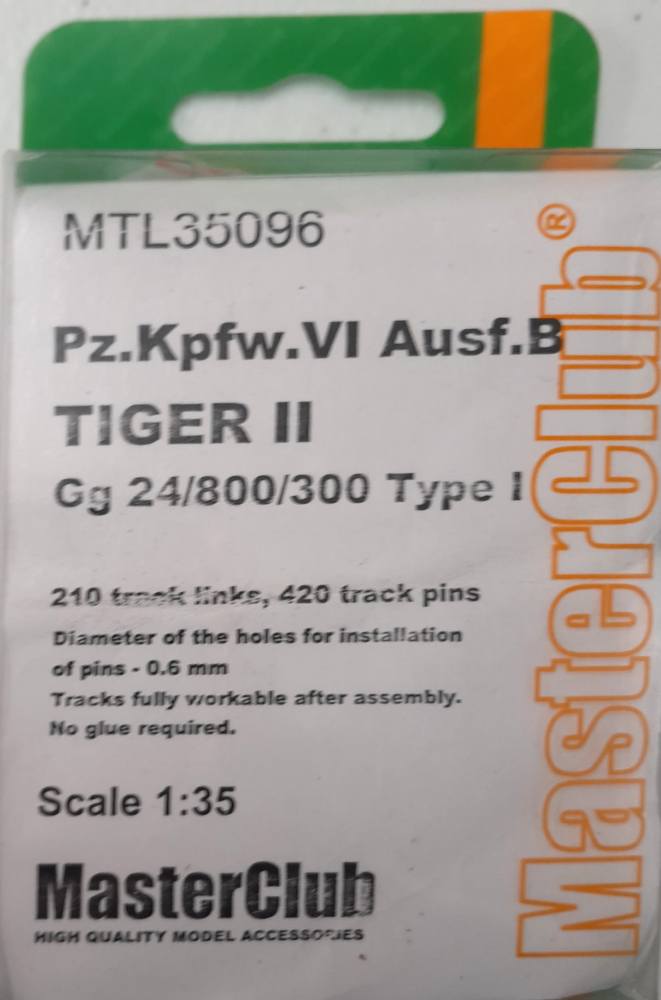 MTL35096
Pz.Kpfw.VI Ausf.B
TIGER II
Gg 24/800/300 Type I
210 track links, 420 track pins
Diameter of the holes for installation
of pins - 0.6 mm
Tracks fully workable after assembly.
No glue required.
Scale 1:35
MasterClub
HIGH QUALITY MODEL ACCESSORIES
MasterClub®